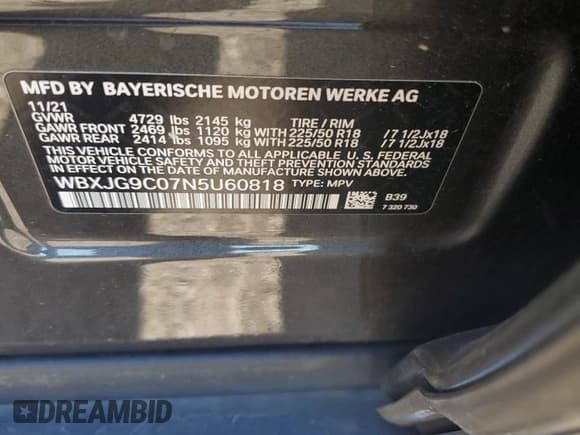 MFD BY BAYERISCHE MOTOREN WERKE AG
11/21
GVWR 4729 lbs 2145 kg TIRE / RIM
GAWR FRONT 2469 lbs 1120 kg WITH 225/50 R18 /7 1/2Jx18
GAWR REAR 2414 lbs 1095 kg WITH 225/50 R18 /7 1/2Jx18
THIS VEHICLE CONFORMS TO ALL APPLICABLE U.S. FEDERAL
MOTOR VEHICLE SAFETY AND THEFT PREVENTION STANDARDS
IN EFFECT ON THE DATE OF MANUFACTURE SHOWN ABOVE.
WBXJG9C07N5U60818 TYPE: MPV
B39
7 320 730
DREAMBID